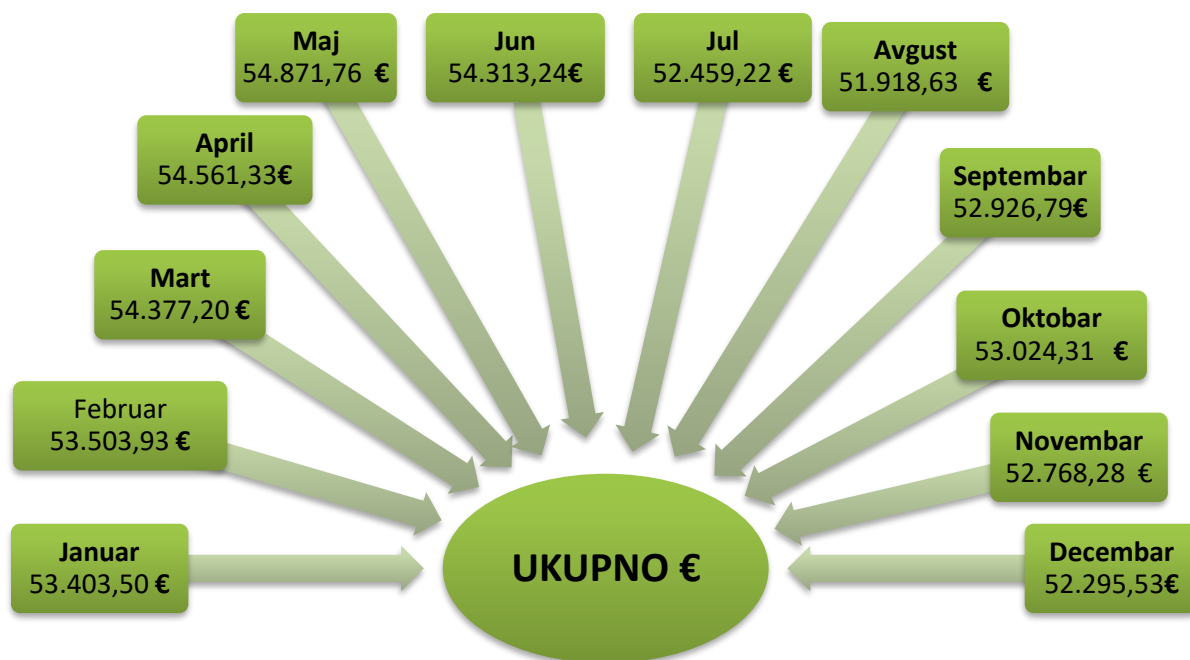 Maj
54.871,76 €
Jun
54.313,24€
Jul
52.459,22 €
Avgust
51.918,63 €
April
54.561,33€
Septembar
52.926,79€
Mart
54.377,20 €
Oktobar
53.024,31 €
Februar
53.503,93 €
Novembar
52.768,28 €
Januar
53.403,50 €
UKUPNO €
Decembar
52.295,53€